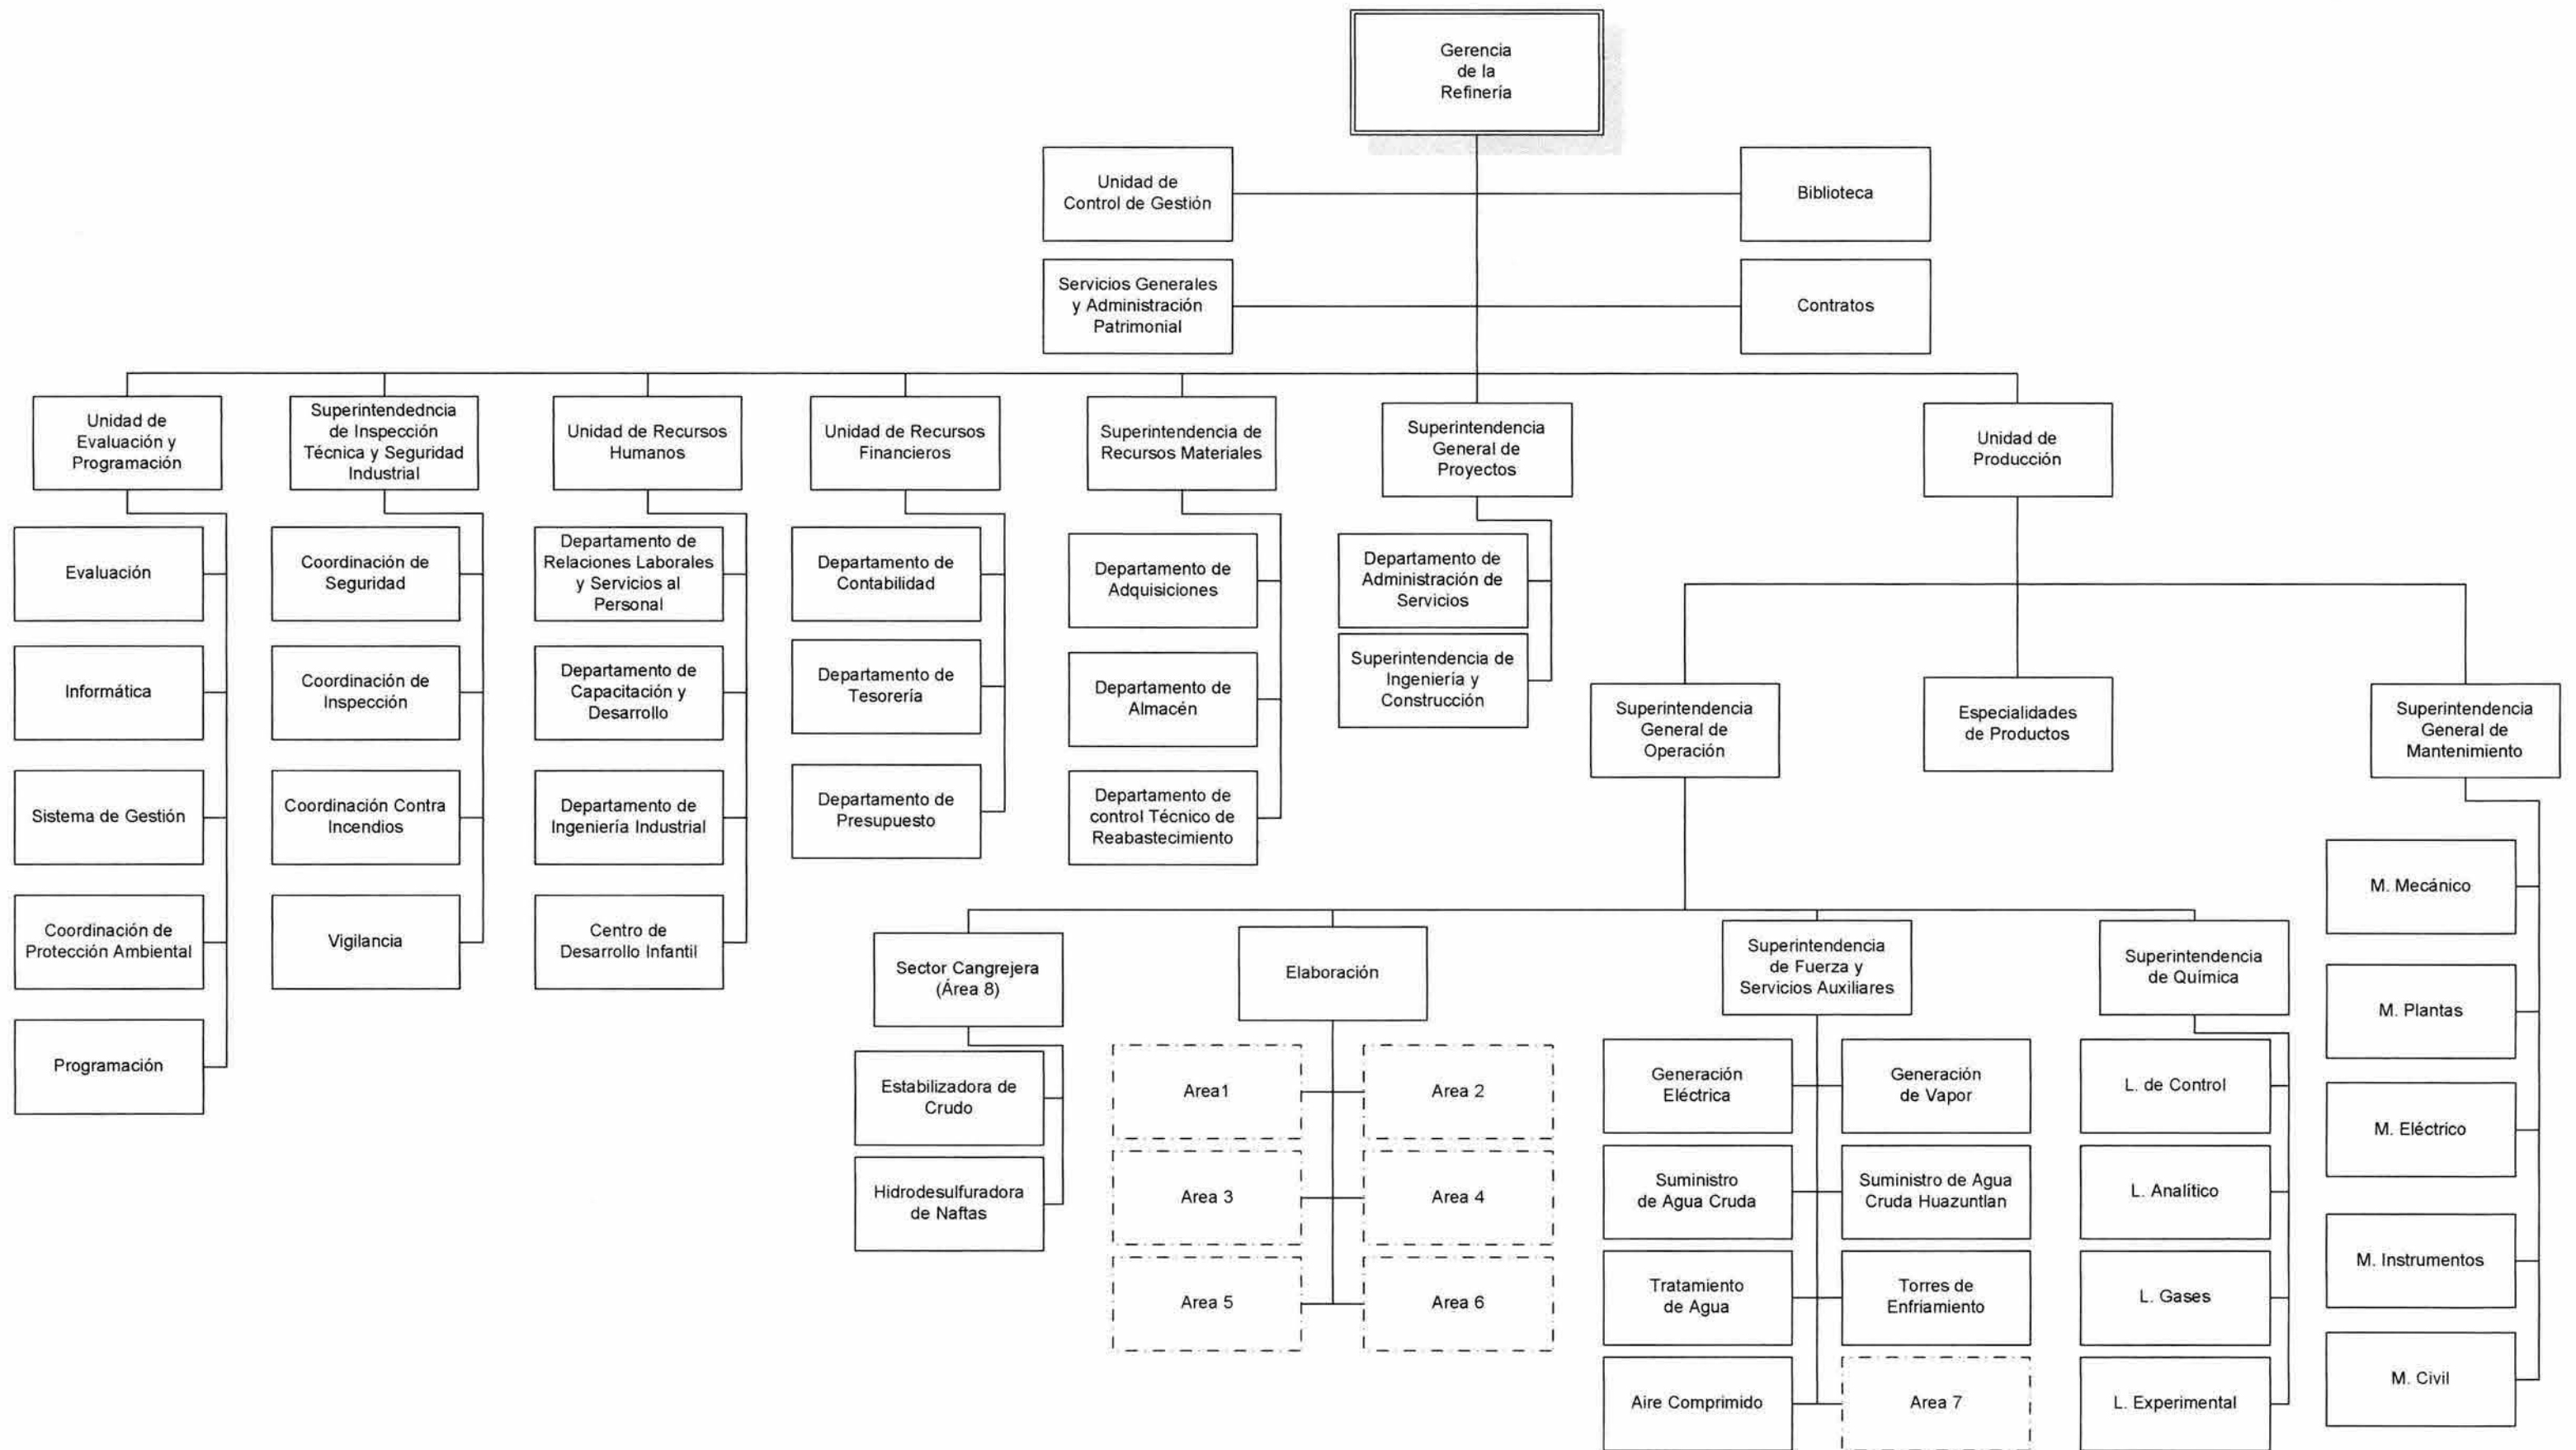 Gerencia
de la
Refinería
Unidad de
Control de Gestión
Biblioteca
Servicios Generales
y Administración
Patrimonial
Contratos
Unidad de
Evaluación y
Programación
Superintendedncia
de Inspección
Técnica y Seguridad
Industrial
Unidad de Recursos
Humanos
Unidad de Recursos
Financieros
Superintendencia de
Recursos Materiales
Superintendencia
General de
Proyectos
Unidad de
Producción
Evaluación
Informática
Sistema de Gestión
Coordinación de
Protección Ambiental
Programación
Coordinación de
Seguridad
Coordinación de
Inspección
Coordinación Contra
Incendios
Vigilancia
Departamento de
Relaciones Laborales
y Servicios al
Personal
Departamento de
Capacitación y
Desarrollo
Departamento de
Ingeniería Industrial
Centro de
Desarrollo Infantil
Departamento de
Contabilidad
Departamento de
Tesorería
Departamento de
Presupuesto
Departamento de
Adquisiciones
Departamento de
Almacén
Departamento de
control Técnico de
Reabastecimiento
Departamento de
Administración de
Servicios
Superintendencia de
Ingeniería y
Construcción
Superintendencia
General de
Operación
Especialidades
de Productos
Superintendencia
General de
Mantenimiento
Sector Cangrejera
(Área 8)
Estabilizadora de
Crudo
Hidrodesulfuradora
de Naftas
Elaboración
Area1
Area 2
Area 3
Area 4
Area 5
Area 6
Superintendencia
de Fuerza y
Servicios Auxiliares
Generación
Eléctrica
Generación
de Vapor
Suministro
de Agua Cruda
Suministro de Agua
Cruda Huazuntlan
Tratamiento
de Agua
Torres de
Enfriamiento
Aire Comprimido
Area 7
Superintendencia
de Química
L. de Control
L. Analítico
L. Gases
L. Experimental
M. Mecánico
M. Plantas
M. Eléctrico
M. Instrumentos
M. Civil